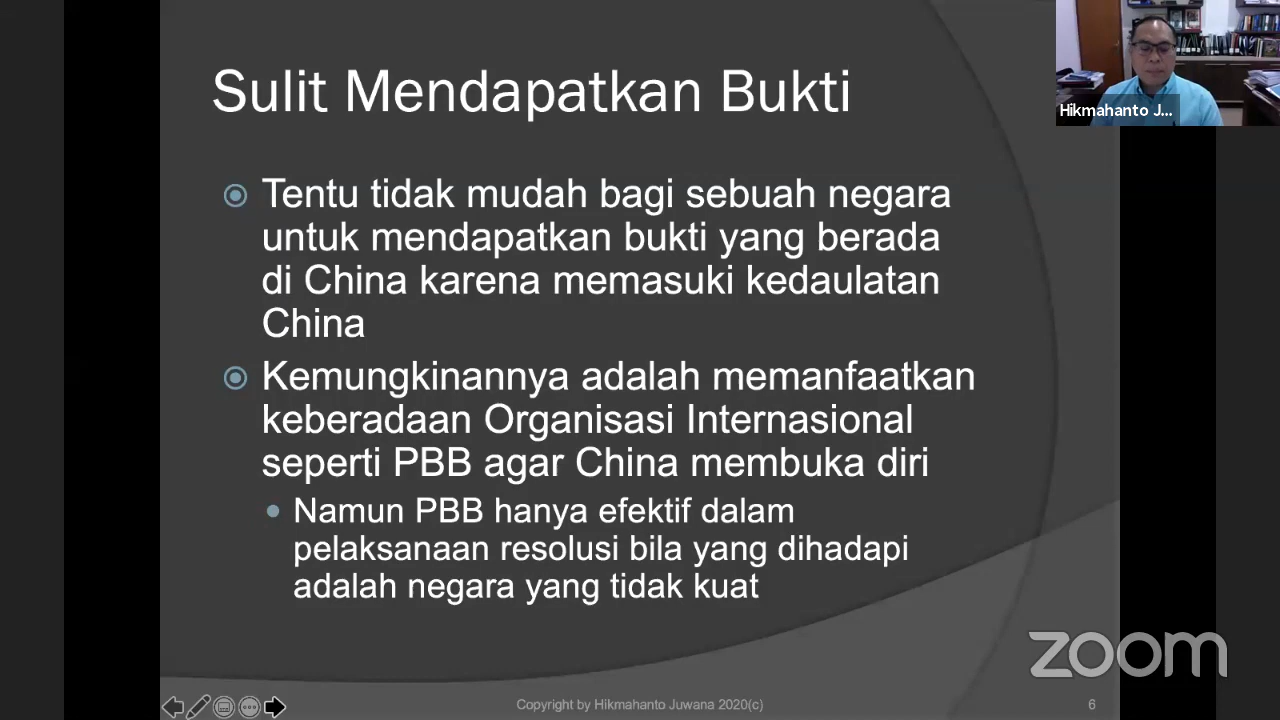 Sulit Mendapatkan Bukti
Hikmahanto J...
Tentu tidak mudah bagi sebuah negara
untuk mendapatkan bukti yang berada
di China karena memasuki kedaulatan
China
Kemungkinannya adalah memanfaatkan
keberadaan Organisasi Internasional
seperti PBB agar China membuka diri
Namun PBB hanya efektif dalam
pelaksanaan resolusi bila yang dihadapi
adalah negara yang tidak kuat
zoom
Copyright by Hikmahanto Juwana 2020(c)
6